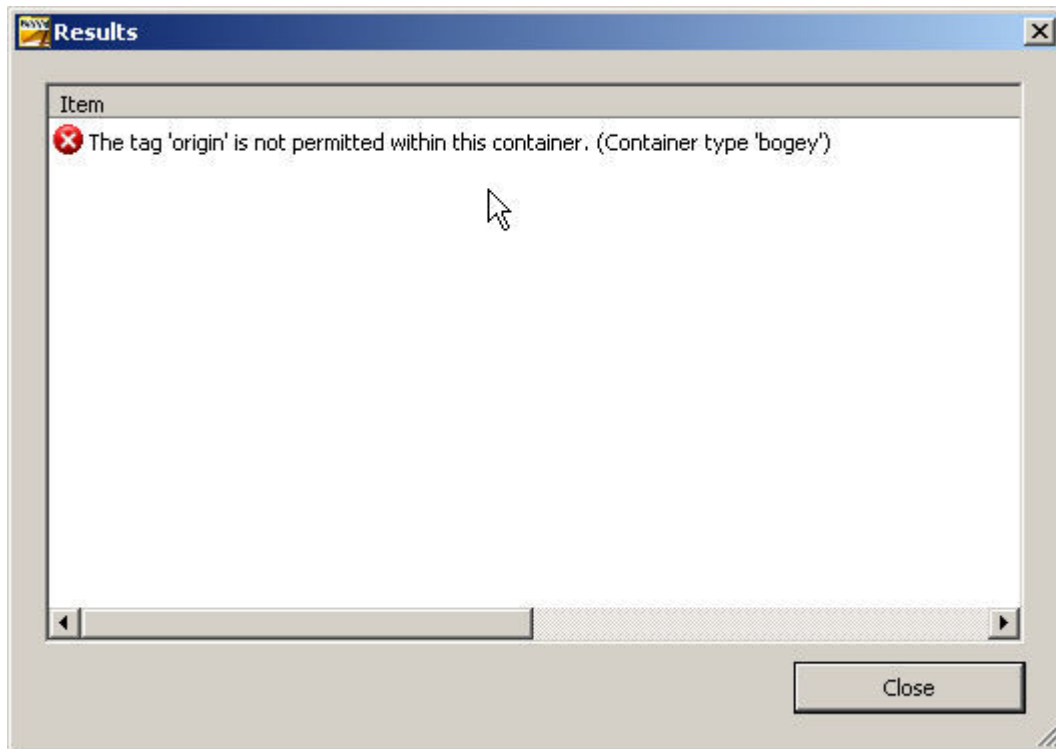 Results
Item
The tag 'origin' is not permitted within this container. (Container type 'bogey')
Close